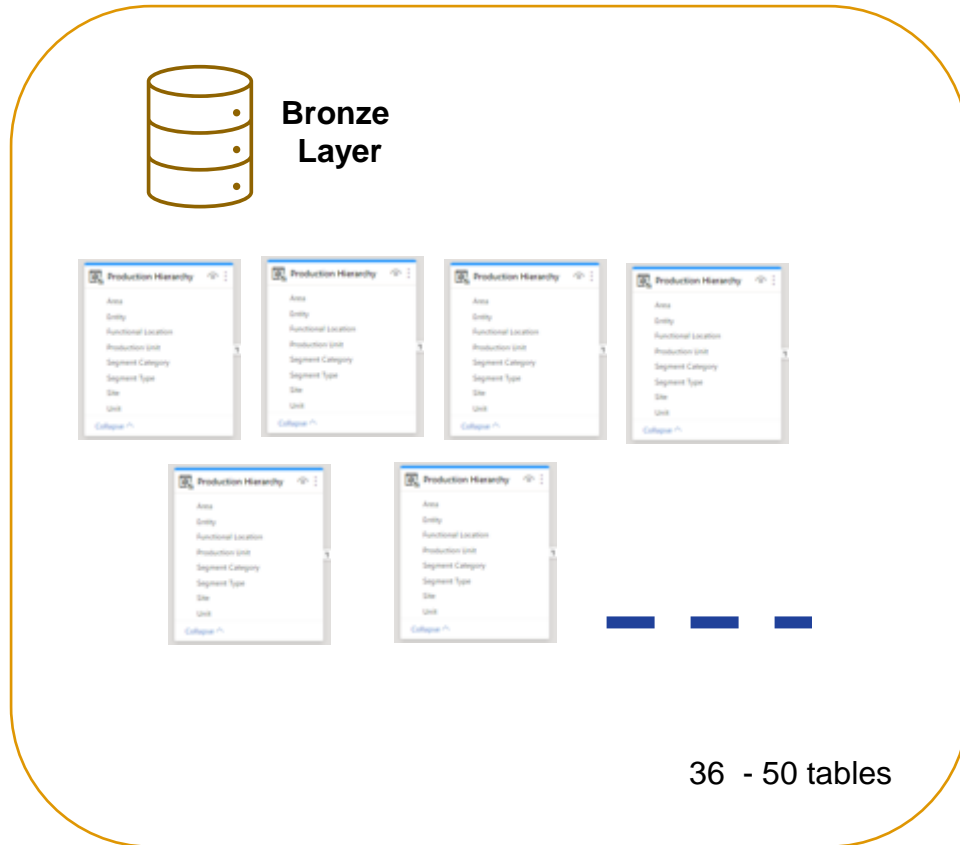 Bronze
Layer
Production Hierarchy
Area
Entity
Functional Location
Production Unit
Segment Category
Segment Type
Site
Unit
Collapse
Production Hierarchy
Area
Entity
Functional Location
Production Unit
Segment Category
Segment Type
Site
Unit
Collapse
Production Hierarchy
Area
Entity
Functional Location
Production Unit
Segment Category
Segment Type
Site
Unit
Collapse
Production Hierarchy
Area
Entity
Functional Location
Production Unit
Segment Category
Segment Type
Site
Unit
Collapse
Production Hierarchy
Area
Entity
Functional Location
Production Unit
Segment Category
Segment Type
Site
Unit
Collapse
Production Hierarchy
Area
Entity
Functional Location
Production Unit
Segment Category
Segment Type
Site
Unit
Collapse
36 - 50 tables